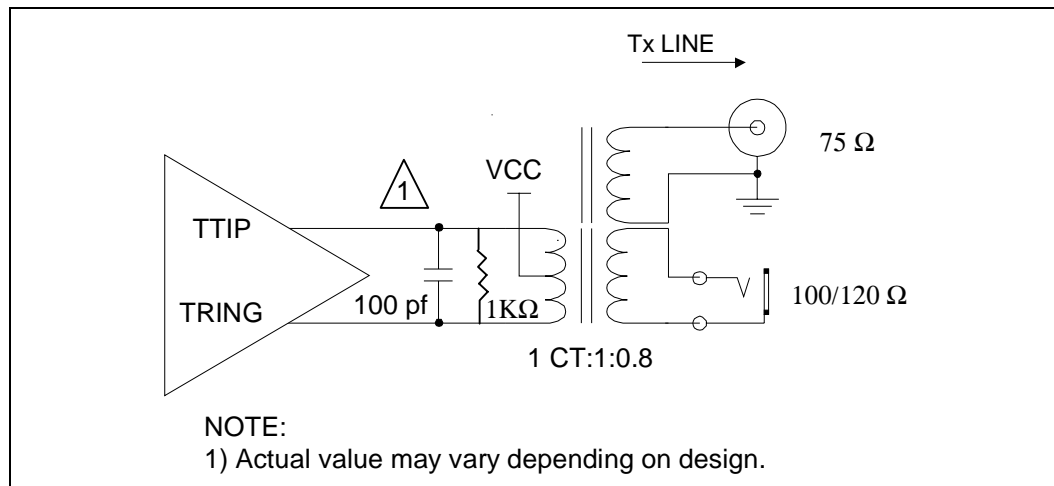 Tx LINE
75 Ω
VCC
1
TTIP
TRING
100 pf
1KΩ
100/120 Ω
1 CT:1:0.8
NOTE:
1) Actual value may vary depending on design.